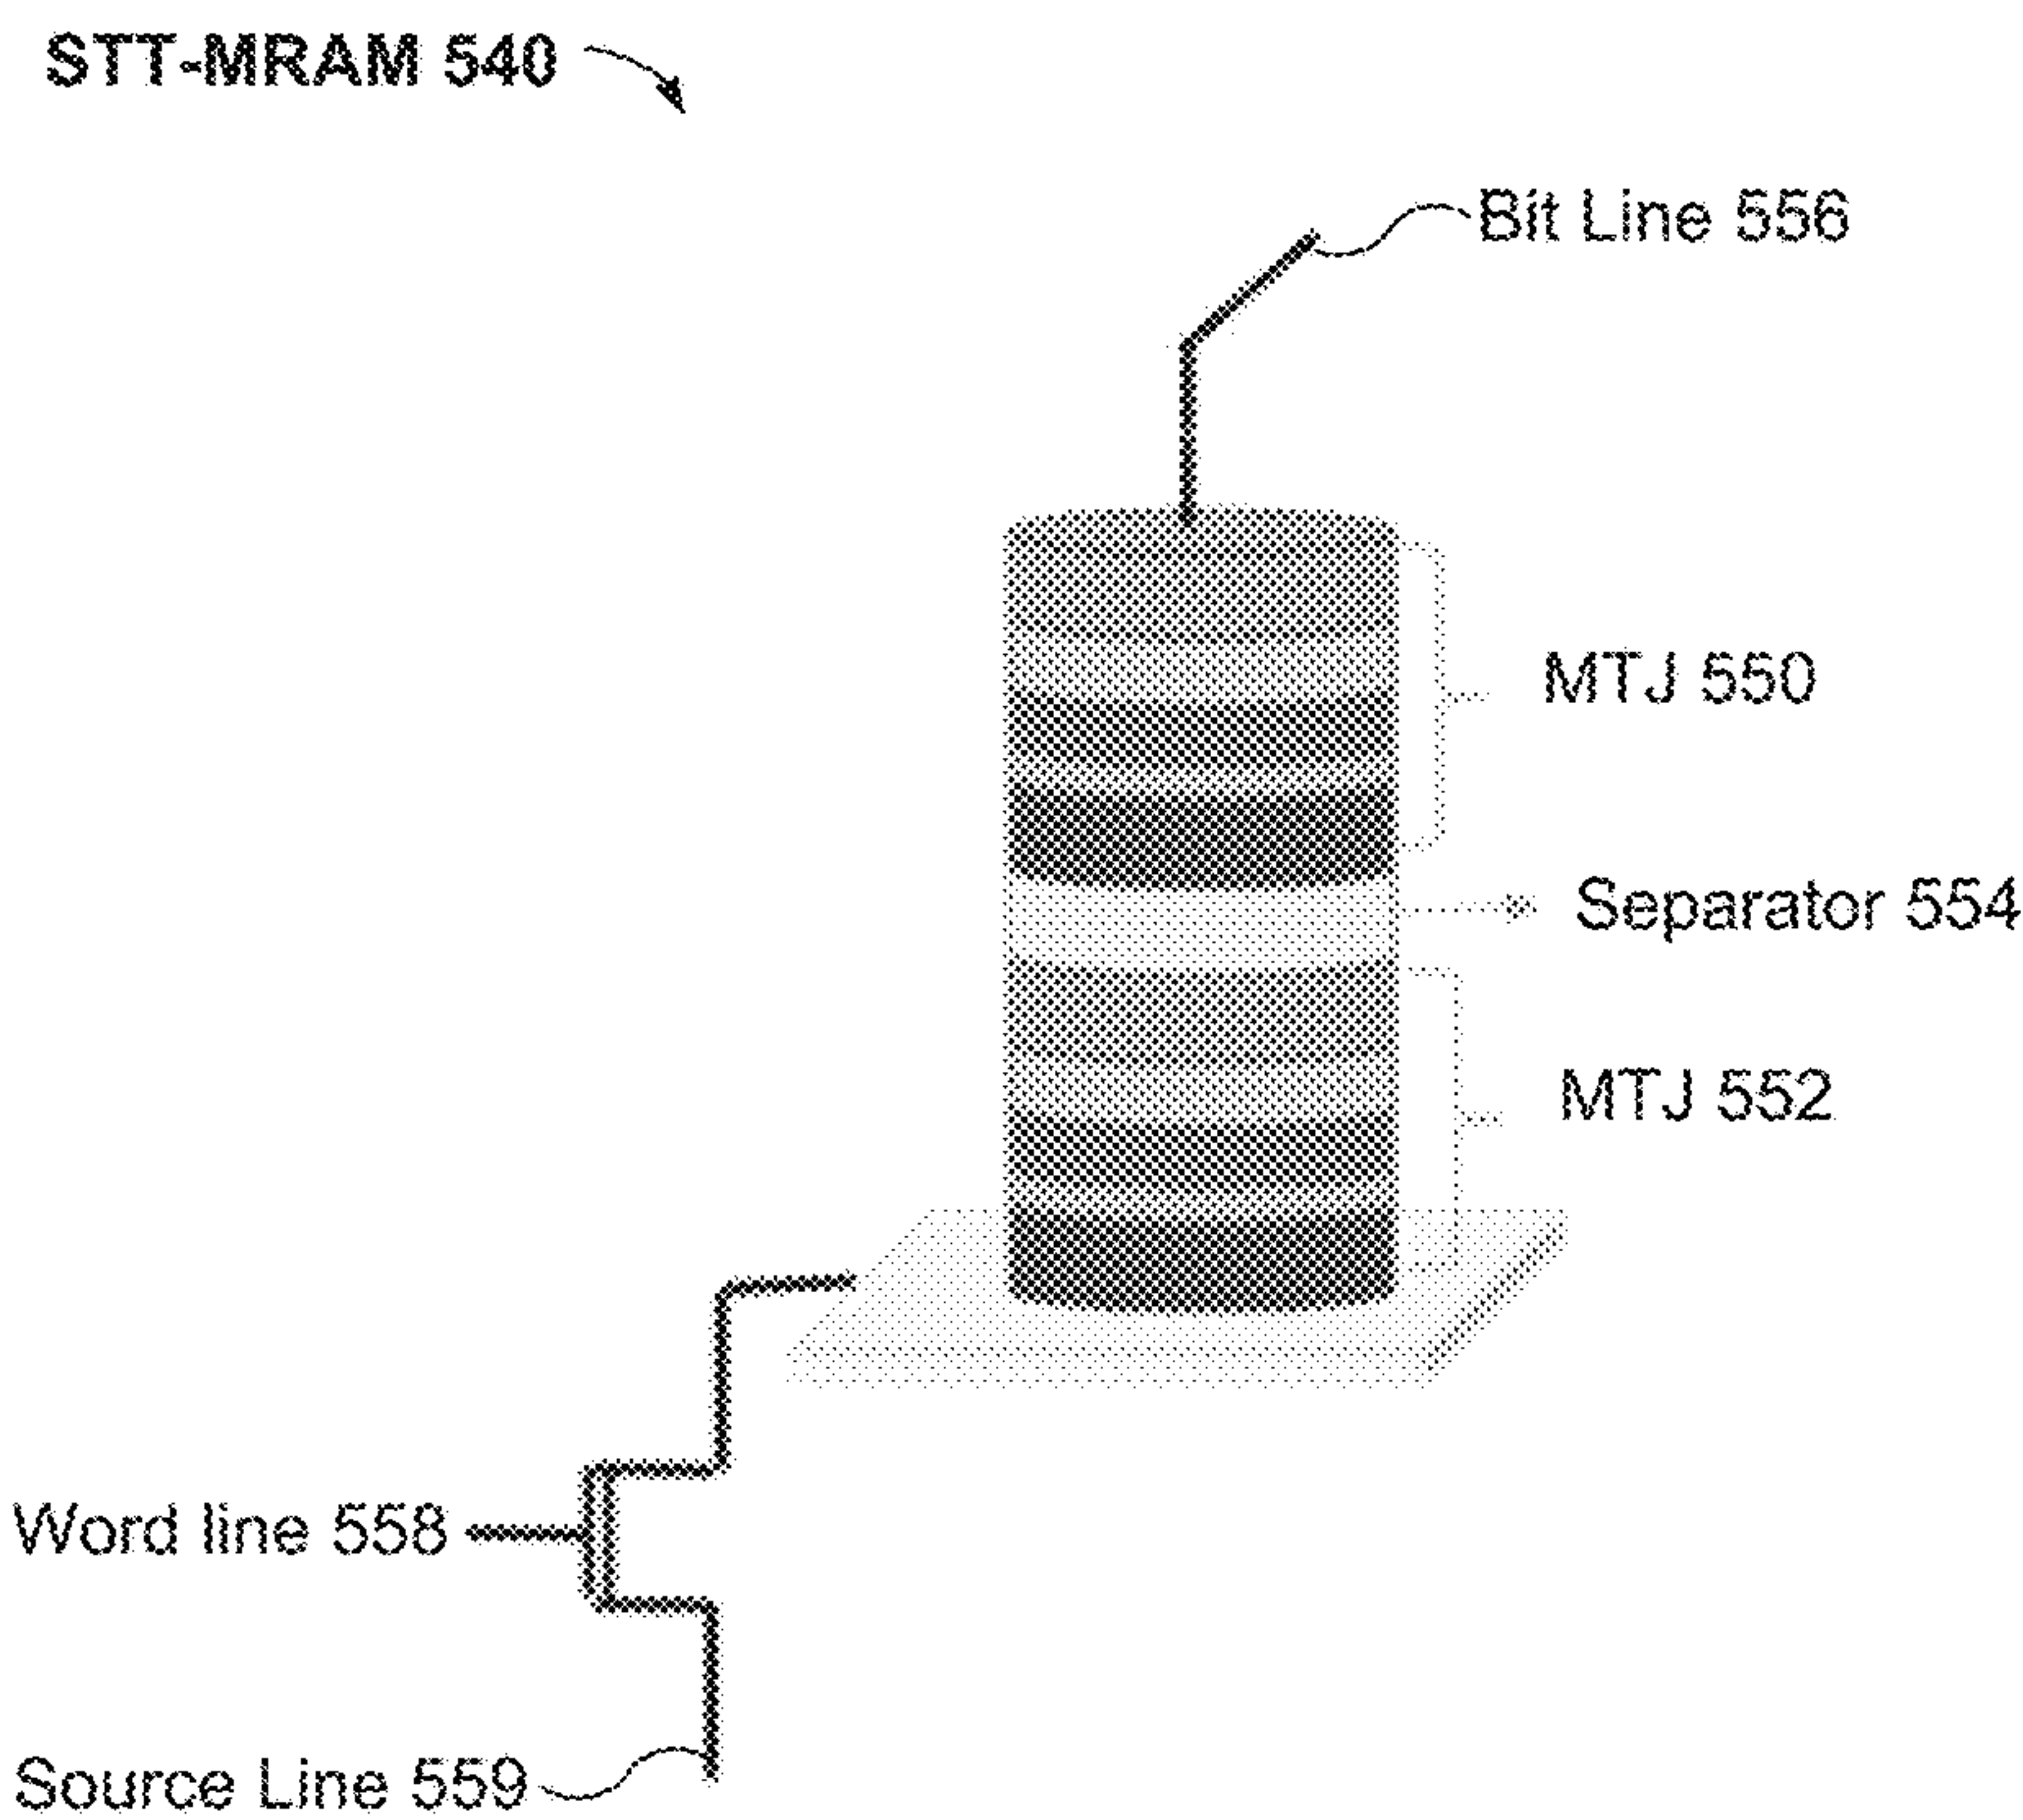 STT-MRAM 540
Bit Line 556
MTJ 550
Separator 554
MTJ 552
Word line 558
Source Line 559